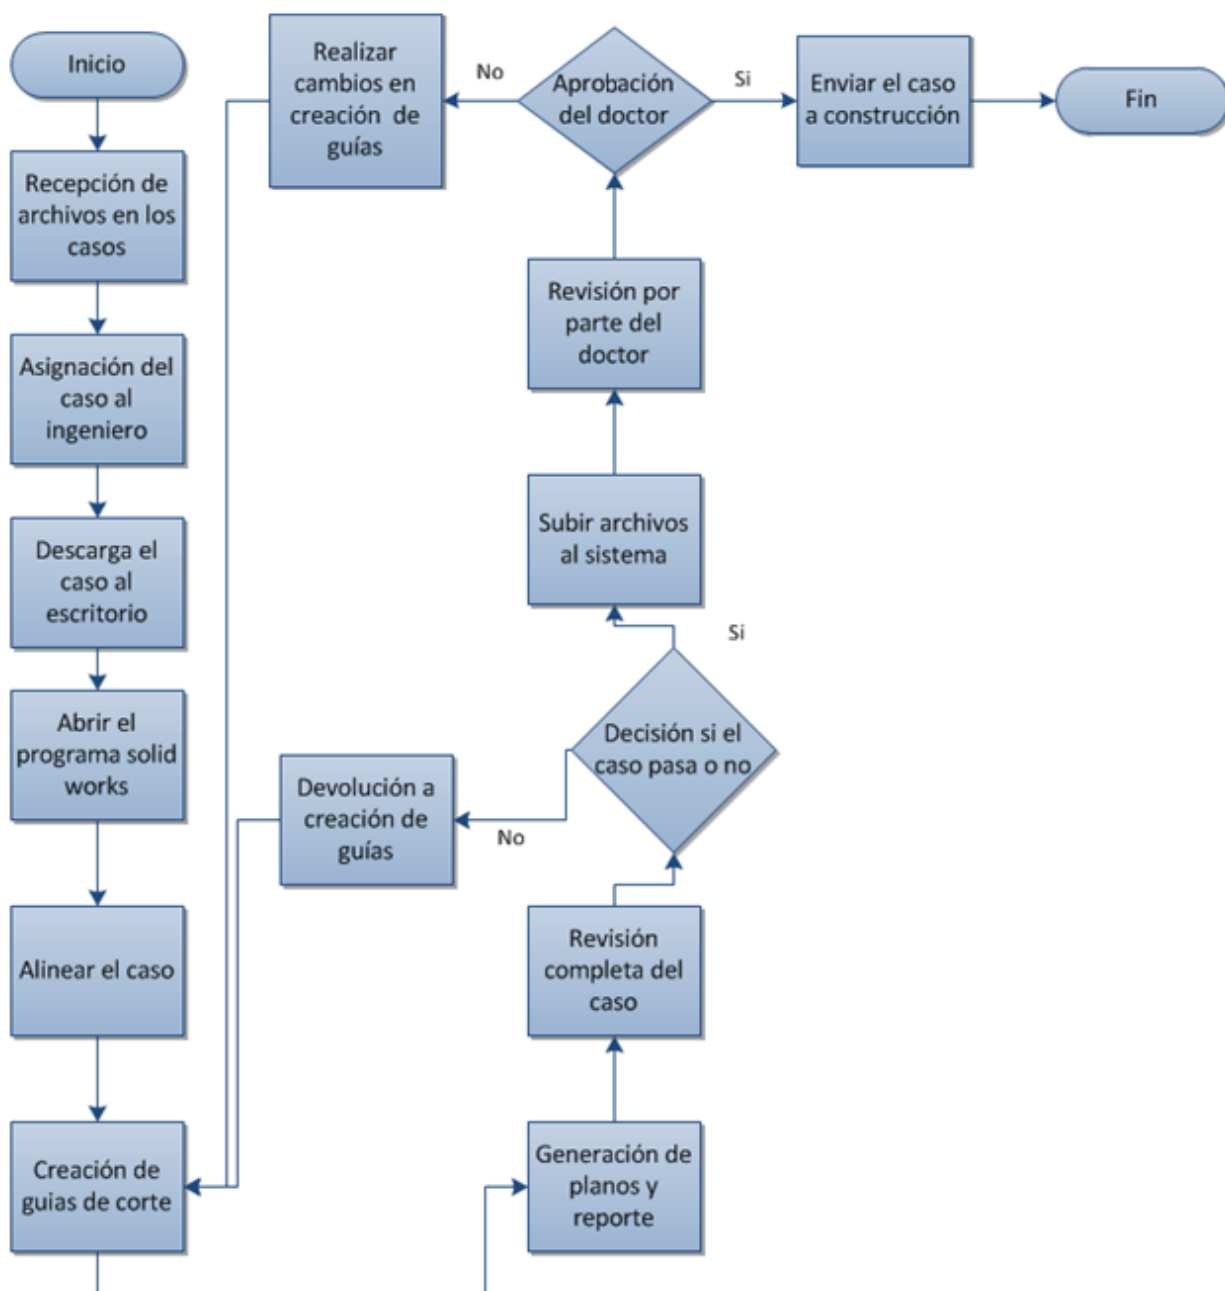 Inicio
Recepción de
archivos en los
casos
Asignación del
caso al
ingeniero
Descarga el
caso al
escritorio
Abrir el
programa solid
works
Alinear el caso
Creación de
guias de corte
Generación de
planos y
reporte
Revisión
completa del
caso
Decisión si el
caso pasa o no
No
Devolución a
creación de
guías
Si
Subir archivos
al sistema
Revisión por
parte del
doctor
Aprobación
del doctor
No
Realizar
cambios en
creación de
guías
Si
Enviar el caso
a construcción
Fin